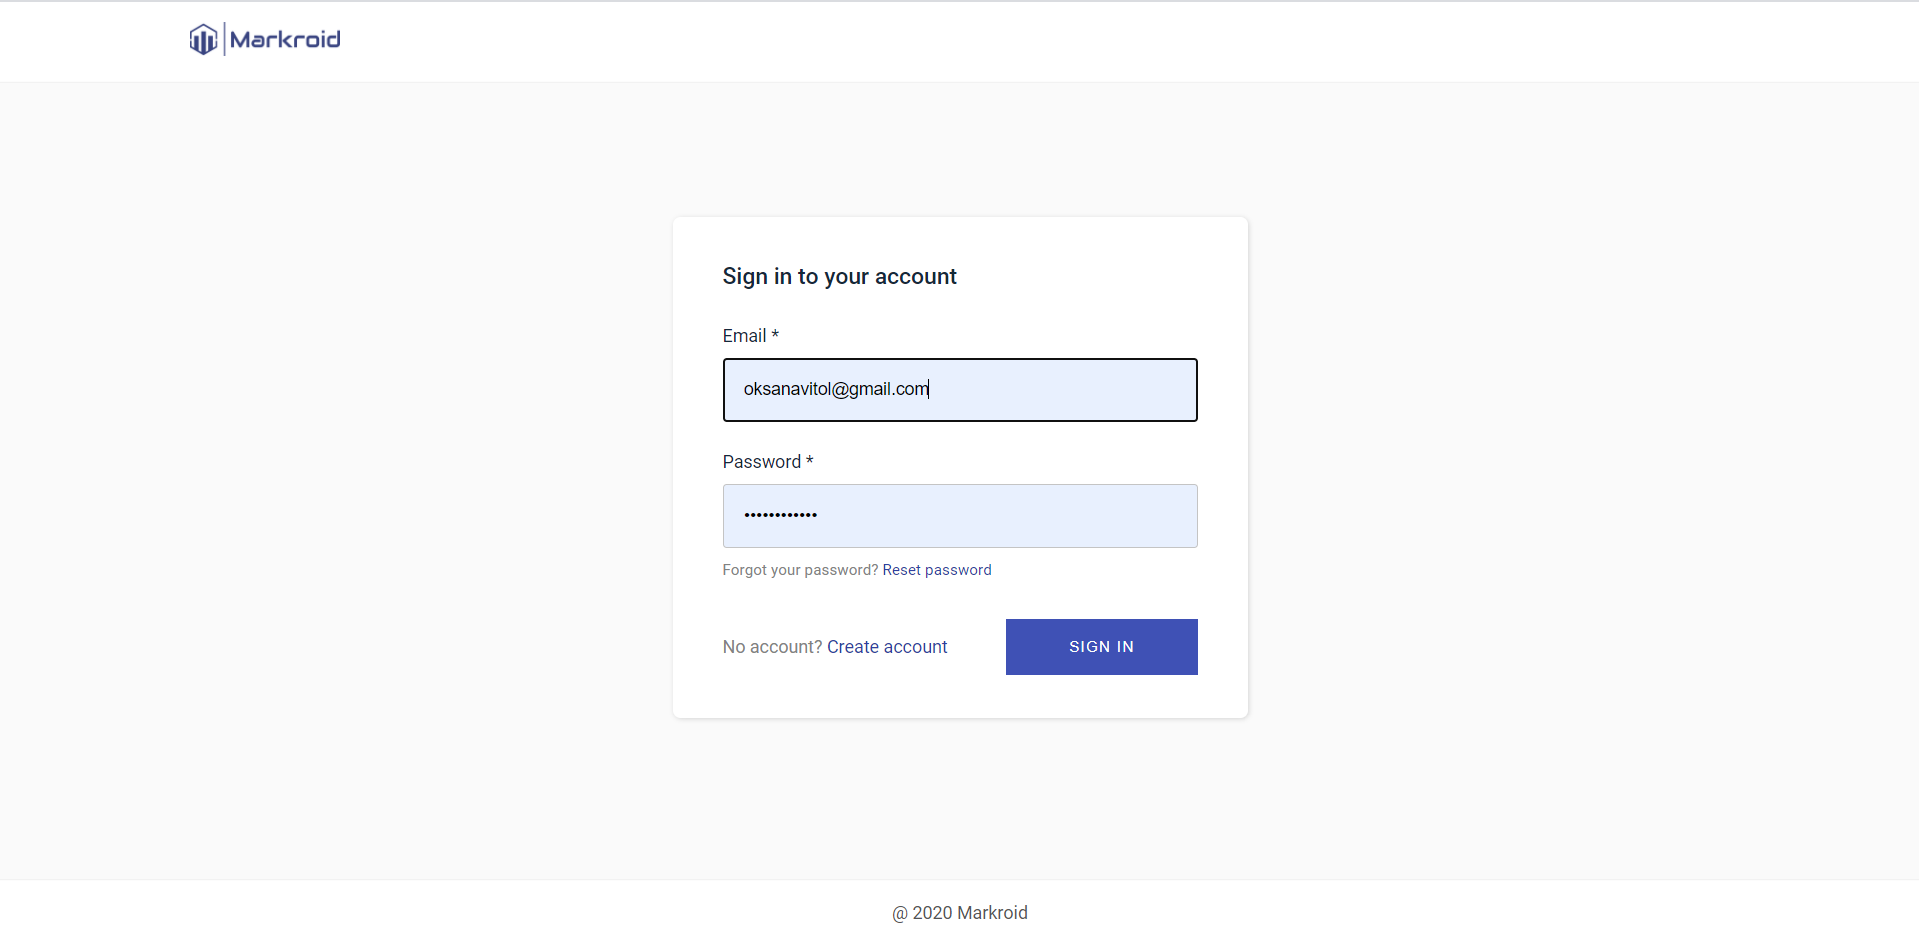 Markroid
Sign in to your account
Email *
oksanavitol@gmail.com
Password *
••••••••••••
Forgot your password? Reset password
No account? Create account
SIGN IN
@ 2020 Markroid